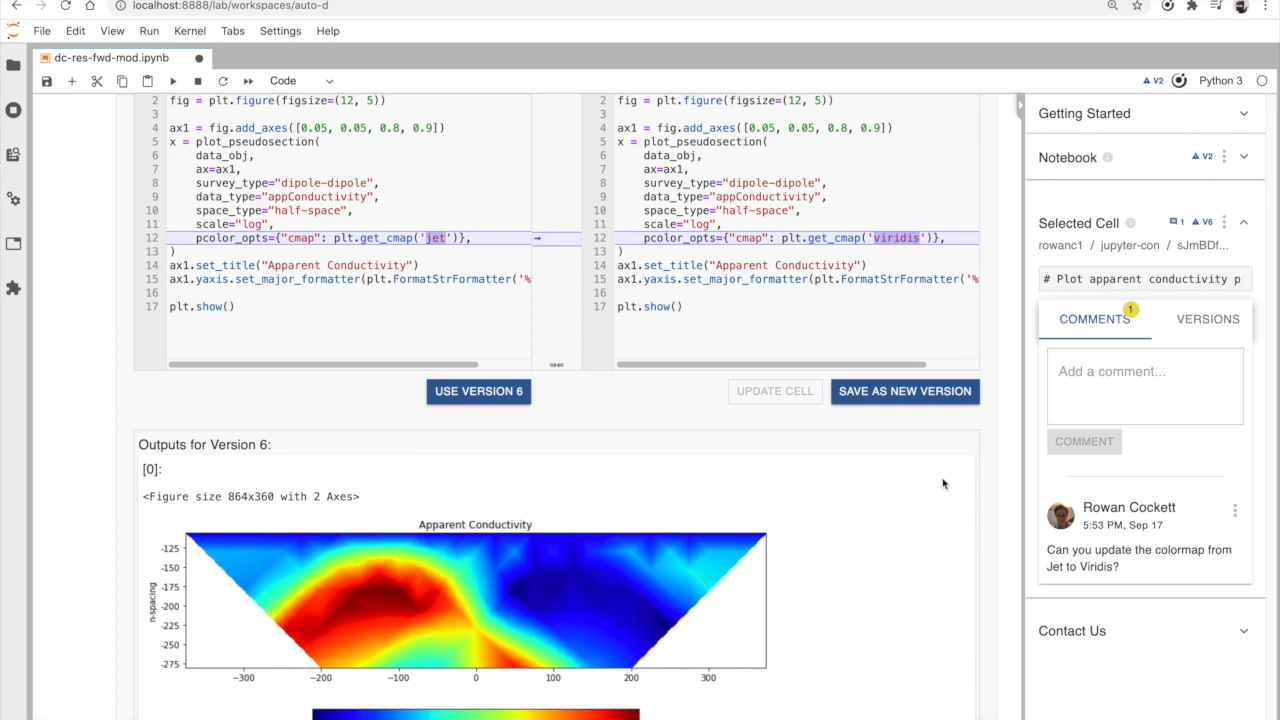 localhost:8888/lab/workspaces/auto-d
File Edit View Run Kernel Tabs Settings Help
dc-res-fwd-mod.ipynb
Code
V2
Python 3
2 fig = plt.figure(figsize=(12, 5))
3
4 ax1 = fig.add_axes([0.05, 0.05, 0.8, 0.9])
5 x = plot_pseudosection(
6 data_obj,
7 ax=ax1,
8 survey_type="dipole-dipole",
9 data_type="appConductivity",
10 space_type="half-space",
11 scale="log",
12 pcolor_opts={"cmap": plt.get_cmap('jet')},
13 )
14 ax1.set_title("Apparent Conductivity")
15 ax1.yaxis.set_major_formatter(plt.FormatStrFormatter('%
16
17 plt.show()
2 fig = plt.figure(figsize=(12, 5))
3
4 ax1 = fig.add_axes([0.05, 0.05, 0.8, 0.9])
5 x = plot_pseudosection(
6 data_obj,
7 ax=ax1,
8 survey_type="dipole-dipole",
9 data_type="appConductivity",
10 space_type="half-space",
11 scale="log",
12 pcolor_opts={"cmap": plt.get_cmap('viridis')},
13 )
14 ax1.set_title("Apparent Conductivity")
15 ax1.yaxis.set_major_formatter(plt.FormatStrFormatter('%
16
17 plt.show()
USE VERSION 6
UPDATE CELL
SAVE AS NEW VERSION
Outputs for Version 6:
[0]:
<Figure size 864x360 with 2 Axes>
Apparent Conductivity
n-spacing
-125
-150
-175
-200
-225
-250
-275
−300 −200 −100 0 100 200 300
Getting Started
Notebook V2
Selected Cell 1 V6
rowanc1 / jupyter-con / sJmBDf...
# Plot apparent conductivity p
COMMENTS 1 VERSIONS
Add a comment...
COMMENT
Rowan Cockett
5:53 PM, Sep 17
Can you update the colormap from
Jet to Viridis?
Contact Us